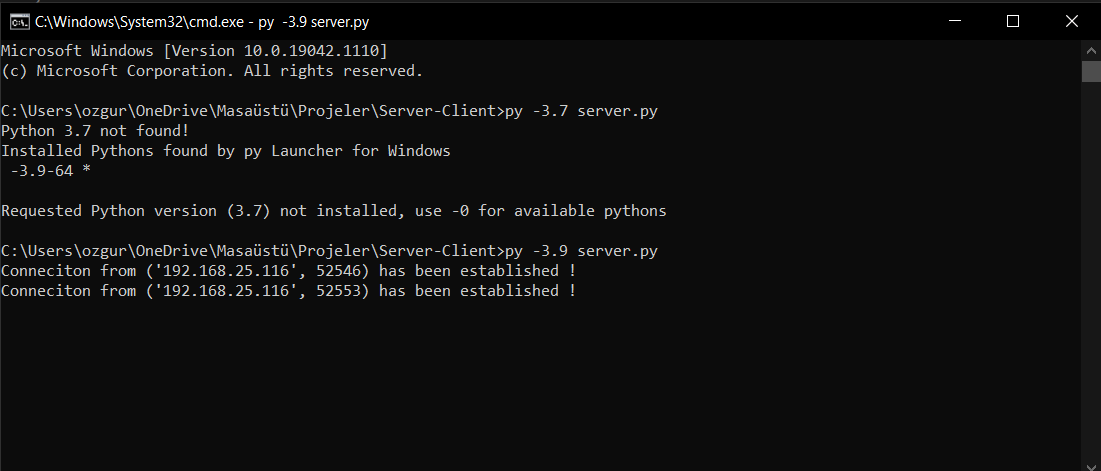 C:\Windows\System32\cmd.exe - py  -3.9 server.py
Microsoft Windows [Version 10.0.19042.1110]
(c) Microsoft Corporation. All rights reserved.
C:\Users\ozgur\OneDrive\Masaüstü\Projeler\Server-Client>py -3.7 server.py
Python 3.7 not found!
Installed Pythons found by py Launcher for Windows
 -3.9-64 *
Requested Python version (3.7) not installed, use -0 for available pythons
C:\Users\ozgur\OneDrive\Masaüstü\Projeler\Server-Client>py -3.9 server.py
Conneciton from ('192.168.25.116', 52546) has been established !
Conneciton from ('192.168.25.116', 52553) has been established !